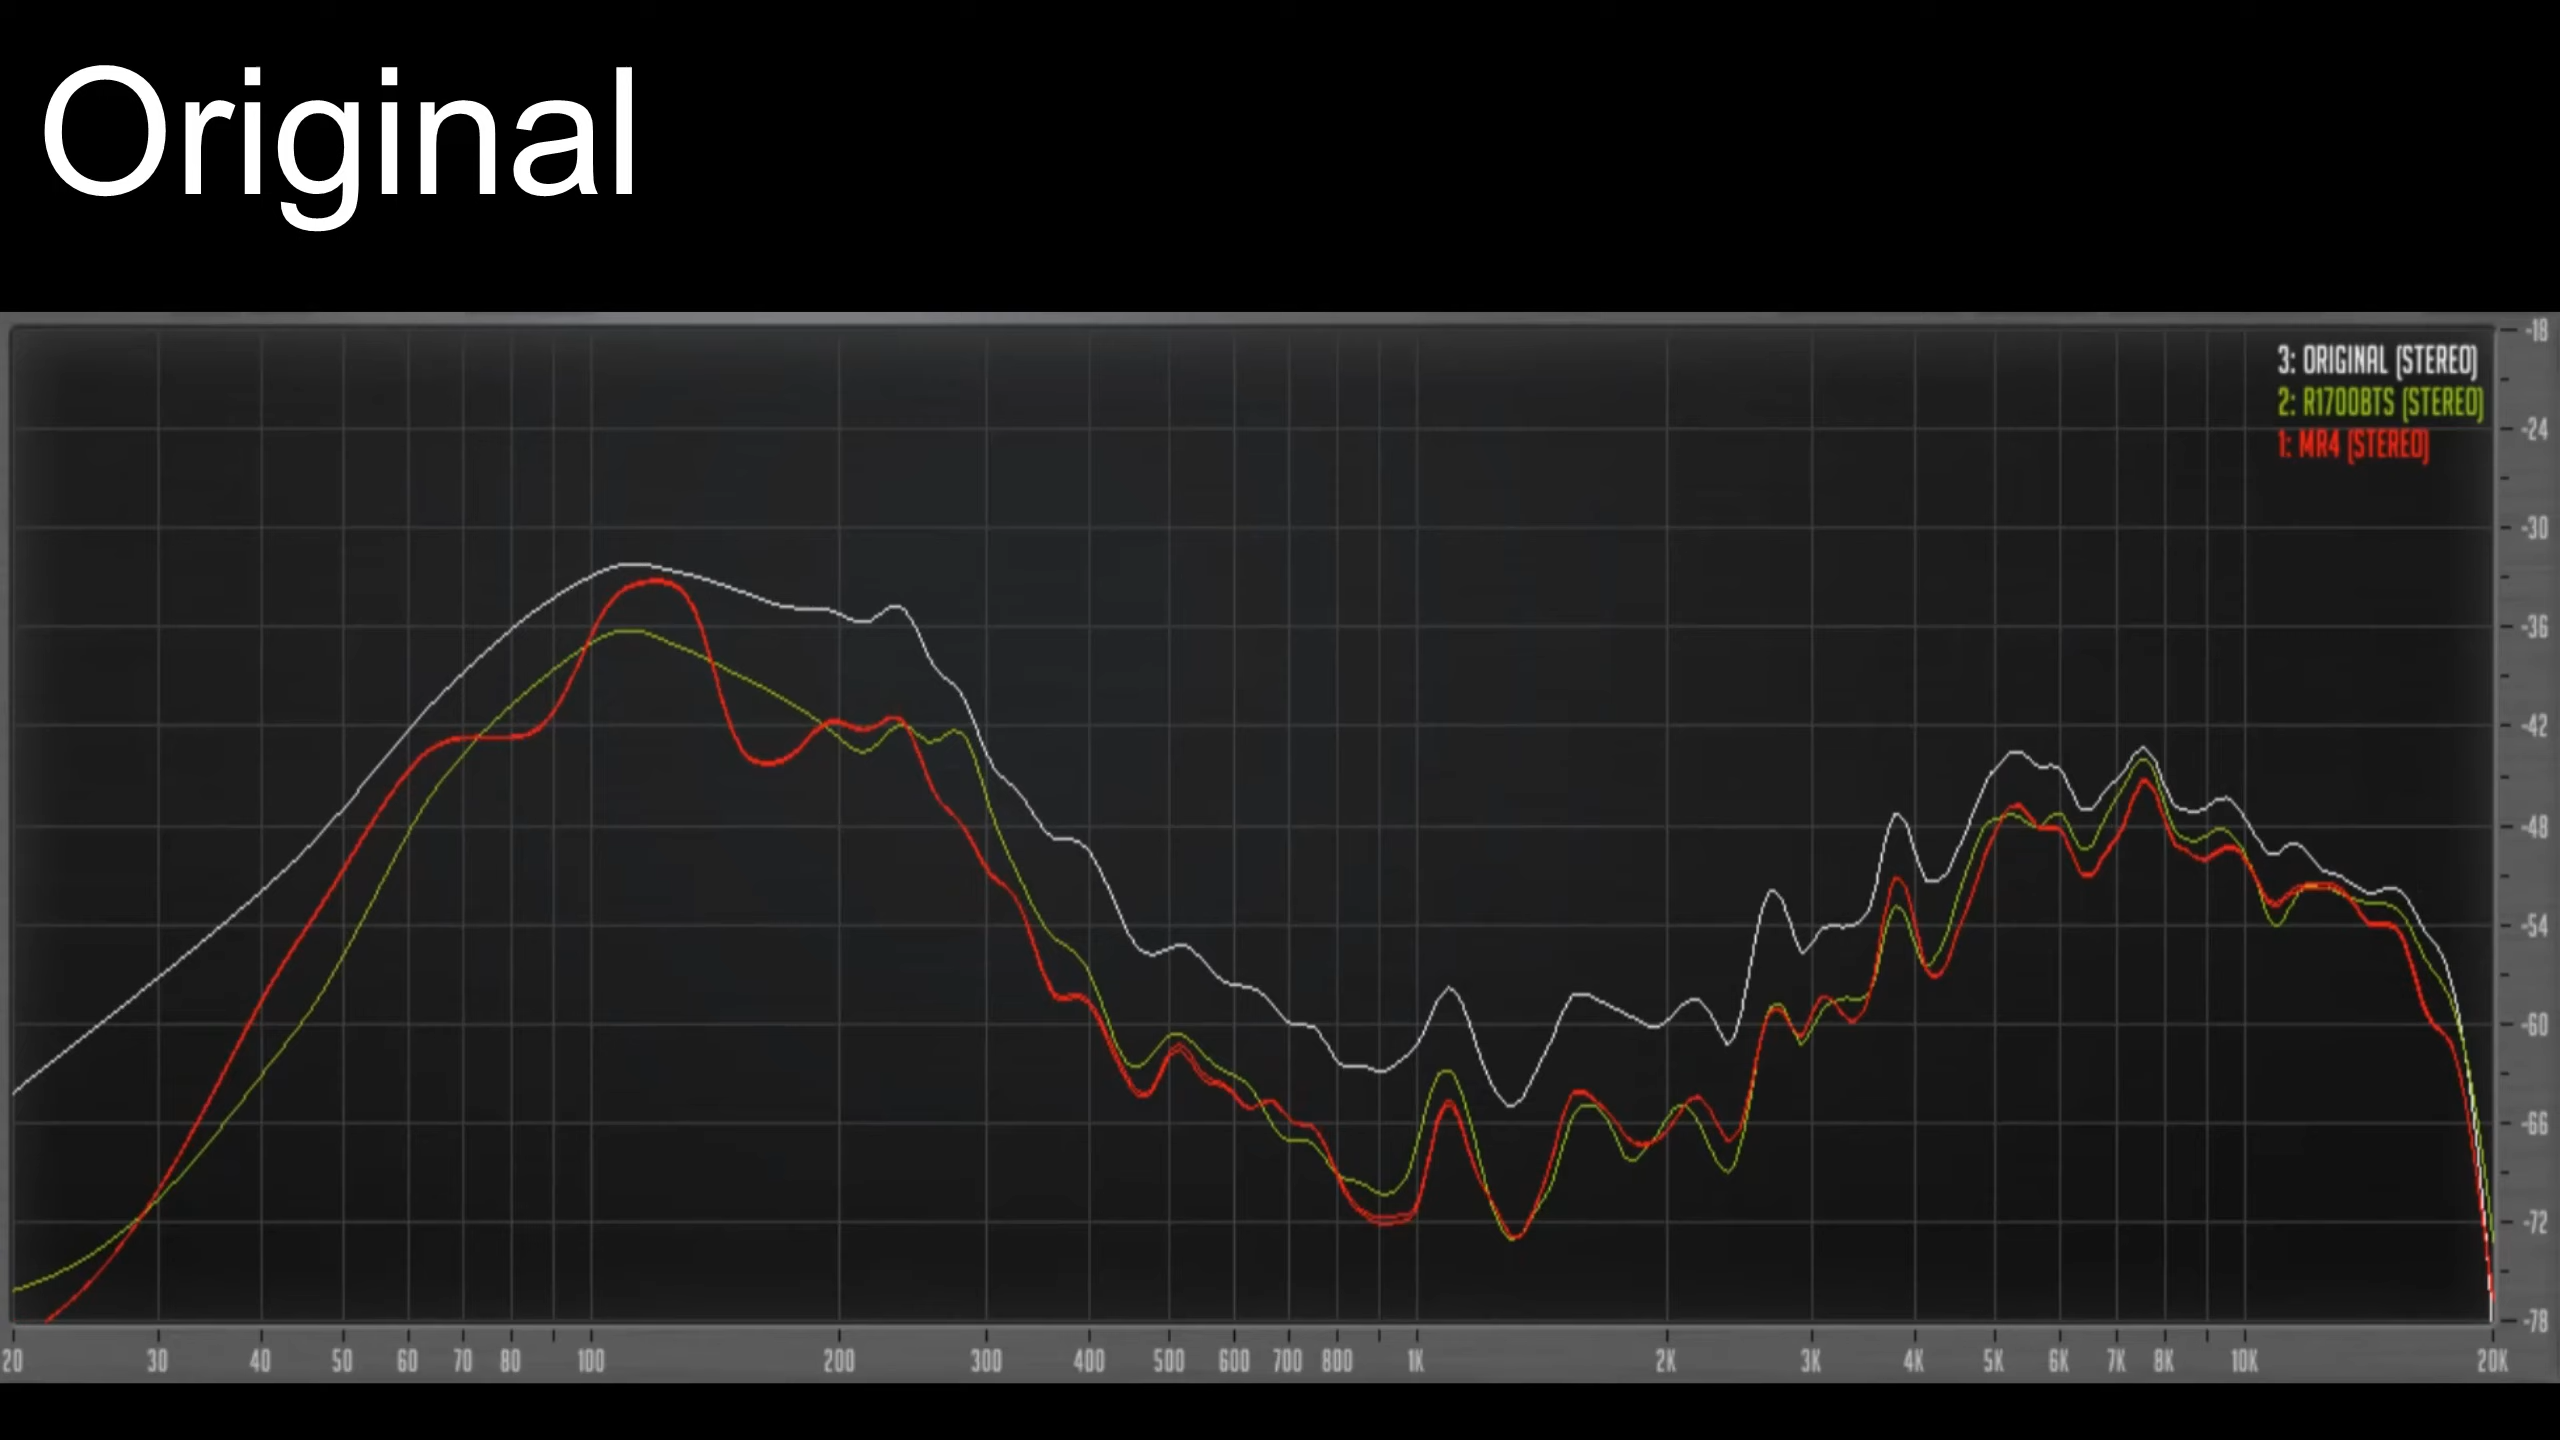 Original
3: ORIGINAL (STEREO)
2: R1700BTS (STEREO)
1: MR4 (STEREO)
-18
-24
-30
-36
-42
-48
-54
-60
-66
-72
-78
20 30 40 50 60 70 80 100 200 300 400 500 600 700 800 1K 2K 3K 4K 5K 6K 7K 8K 10K 20K